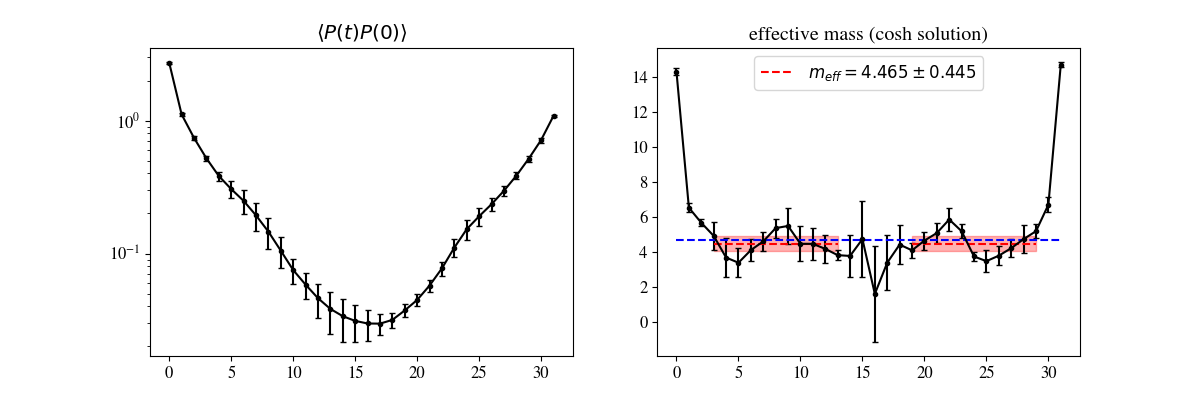 ⟨P(t)P(0)⟩
10⁰
10⁻¹
0 5 10 15 20 25 30
effective mass (cosh solution)
m_eff = 4.465 ± 0.445
14
12
10
8
6
4
2
0
0 5 10 15 20 25 30